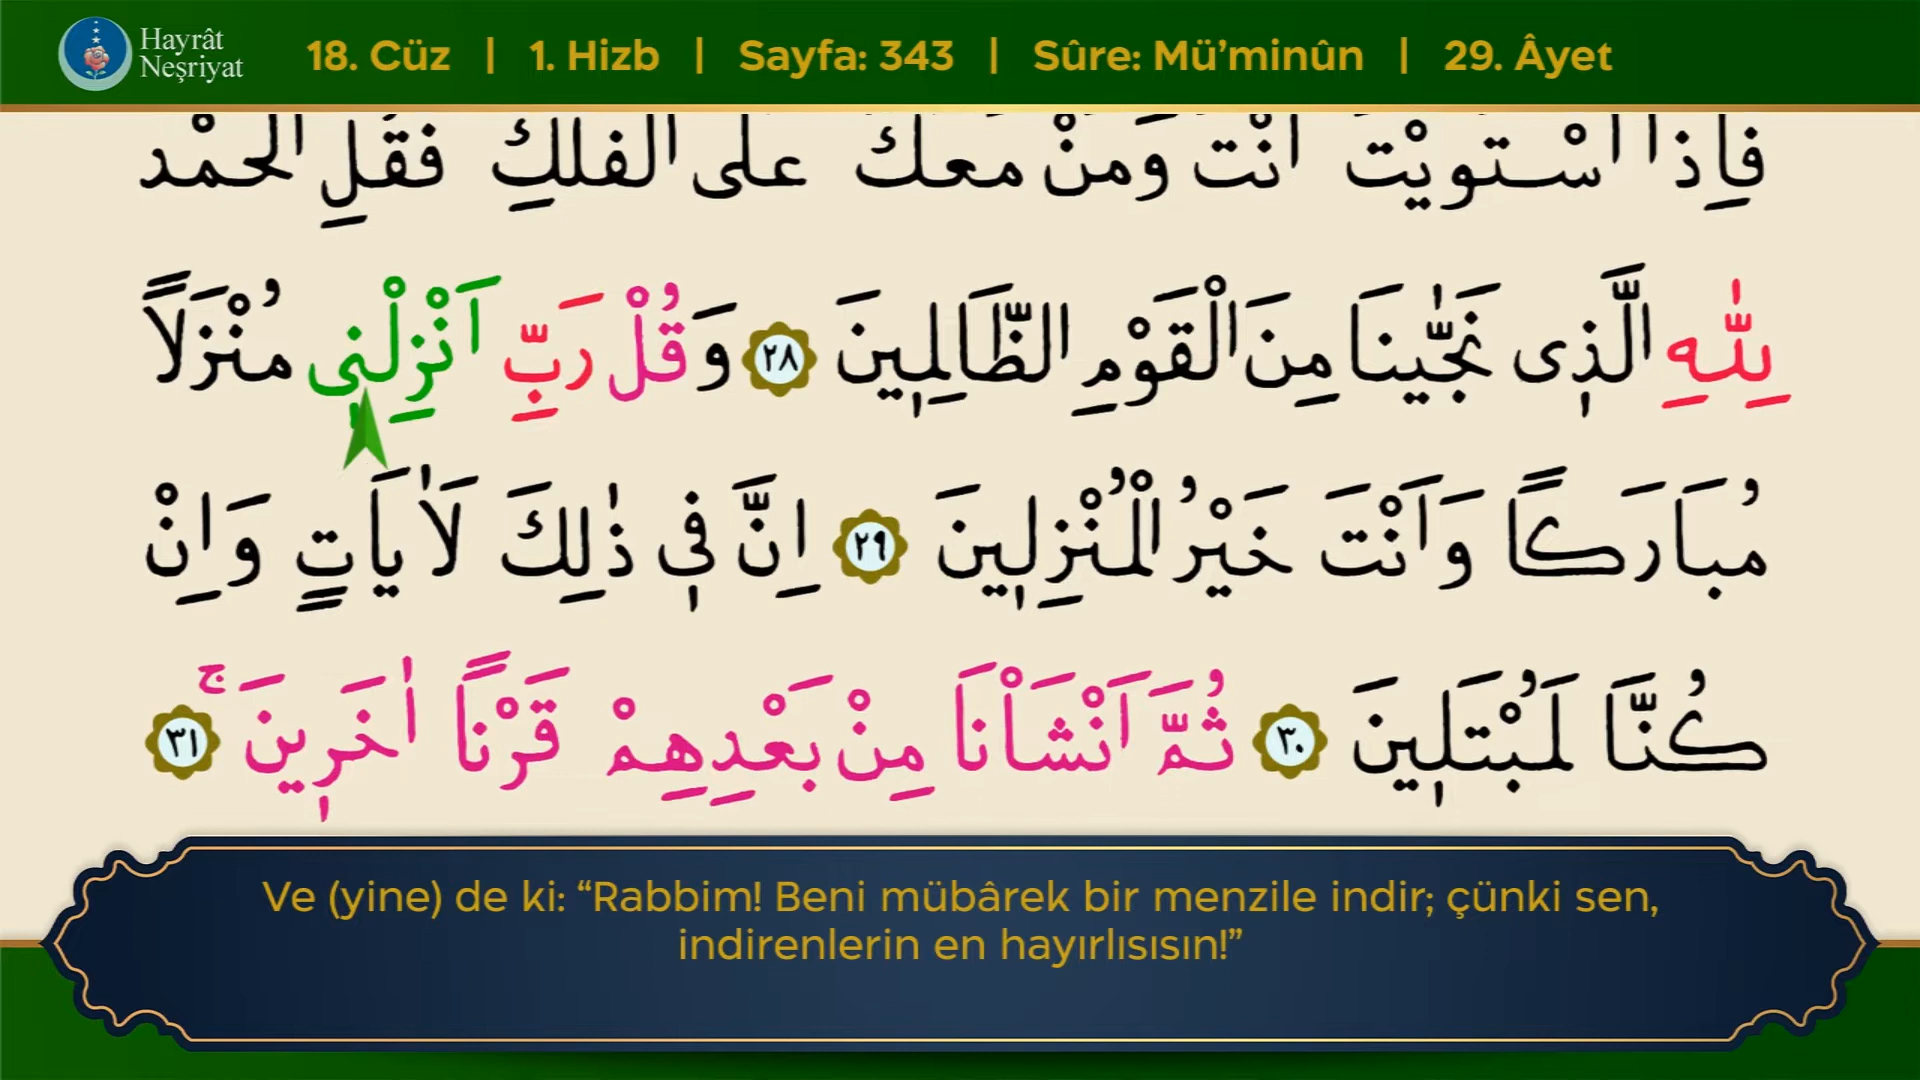 Hayrât
Neşriyat
18. Cüz | 1. Hizb | Sayfa: 343 | Sûre: Mü’minûn | 29. Âyet
فَاِذَا اسْتَوَيْتَ اَنْتَ وَمَنْ مَعَكَ عَلَى الْفُلْكِ فَقُلِ الْحَمْدُ
لِلّٰهِ الَّذ۪ى نَجّٰينَا مِنَ الْقَوْمِ الظَّالِم۪ينَ ٢٨ وَقُلْ رَبِّ اَنْزِلْن۪ى مُنْزَلًا
مُبَارَكًا وَاَنْتَ خَيْرُ الْمُنْزِل۪ينَ ٢٩ اِنَّ ف۪ى ذٰلِكَ لَاٰيَاتٍ وَاِنْ
كُنَّا لَمُبْتَل۪ينَ ٣٠ ثُمَّ اَنْشَاْنَا مِنْ بَعْدِهِمْ قَرْنًا اٰخَر۪ينَۚ ٣١
Ve (yine) de ki: “Rabbim! Beni mübârek bir menzile indir; çünki sen,
indirenlerin en hayırlısısın!”